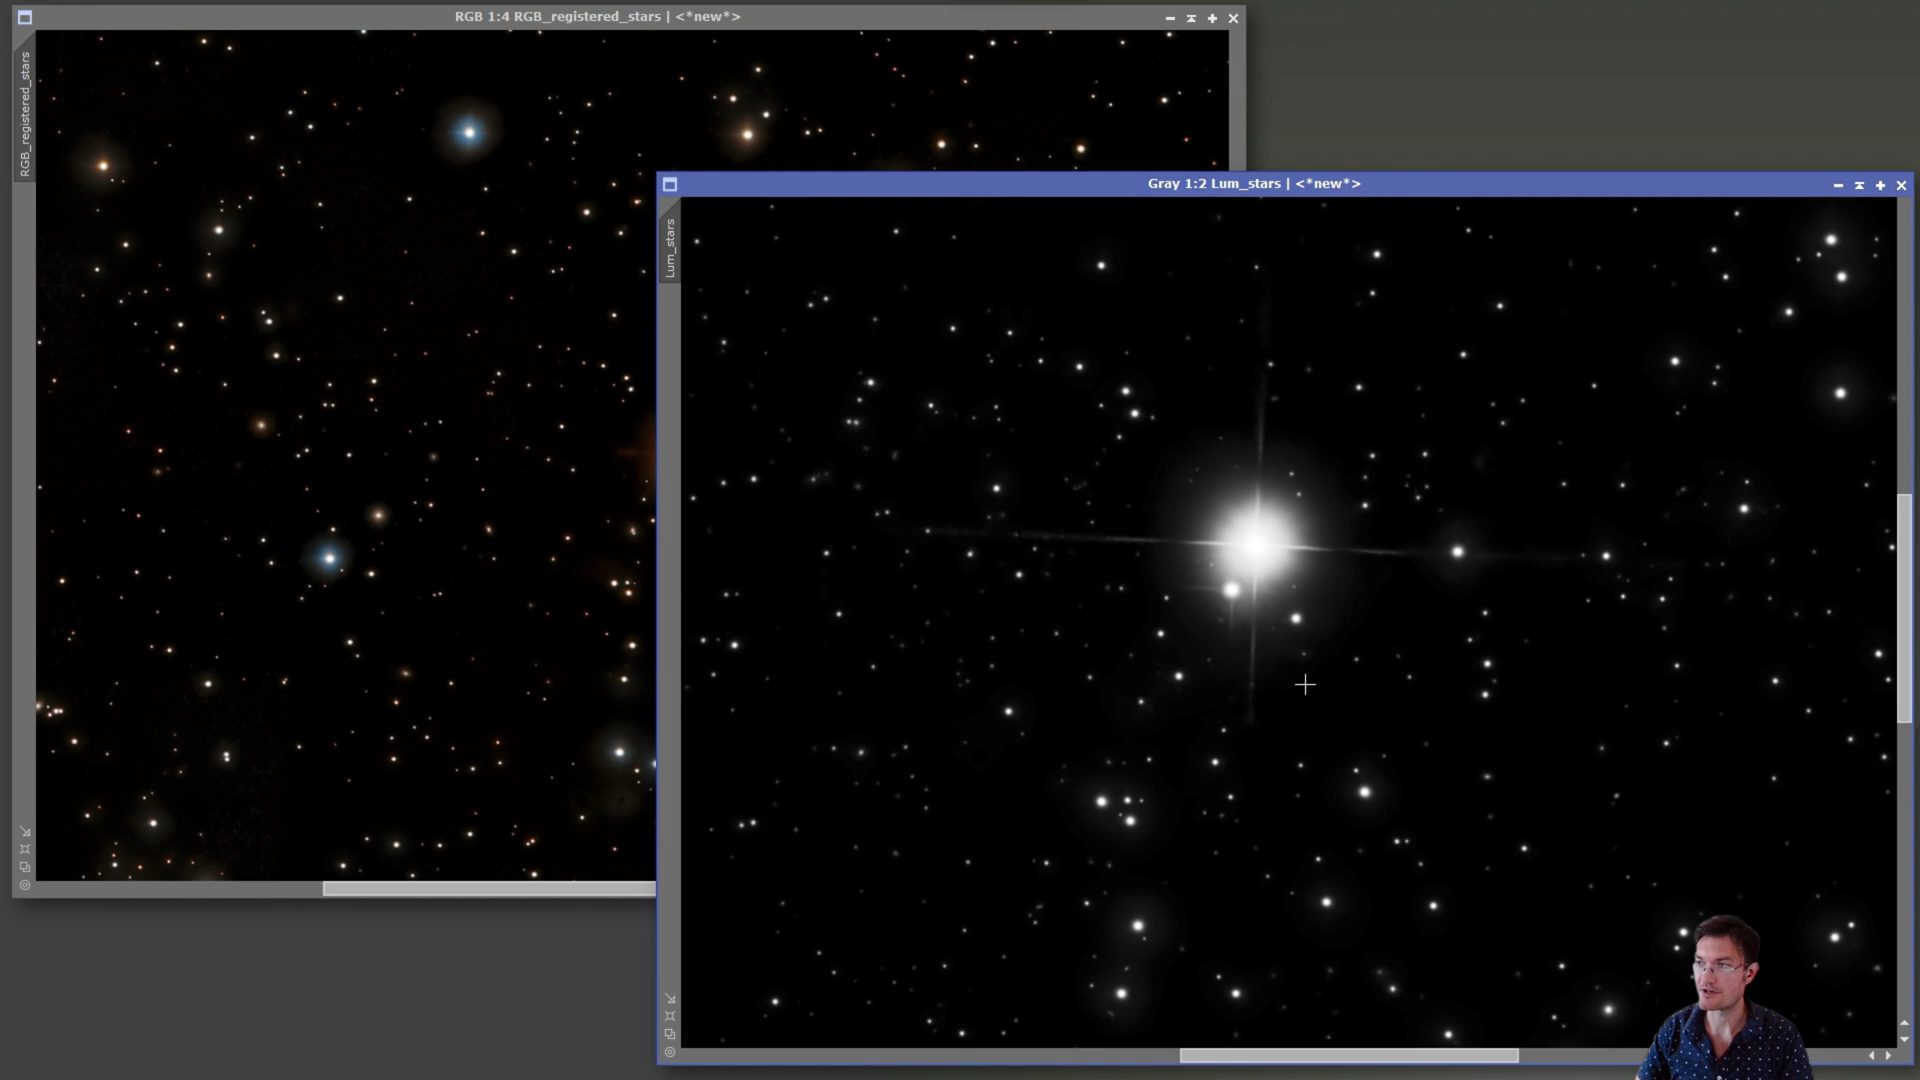 RGB 1:4 RGB_registered_stars | <*new*>
RGB_registered_stars
Gray 1:2 Lum_stars | <*new*>
Lum_stars